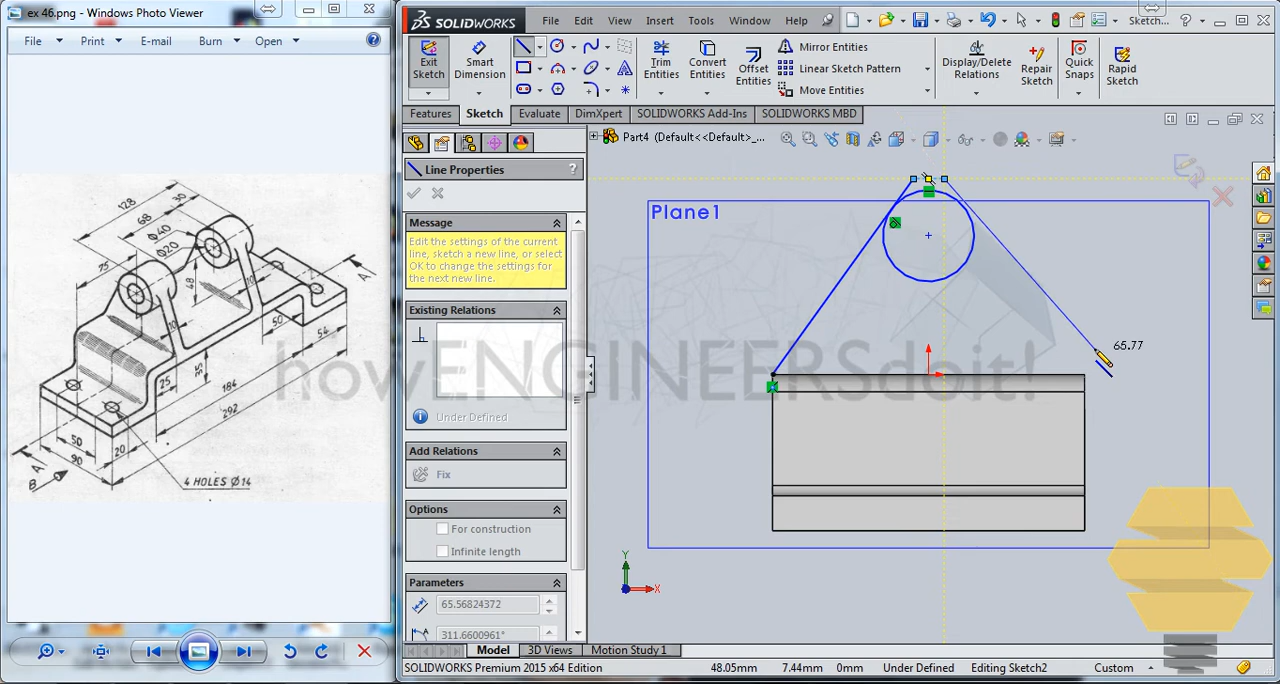 ex 46.png - Windows Photo Viewer
File Print E-mail Burn Open
128
68
30
Φ40
Φ20
75
48
10
10
A
50
54
35
25
184
292
50
90
20
A
B
4 HOLES Φ14
SOLIDWORKS
File Edit View Insert Tools Window Help
Sketch... ?
Exit Sketch
Smart Dimension
Trim Entities
Convert Entities
Offset Entities
Mirror Entities
Linear Sketch Pattern
Move Entities
Display/Delete Relations
Repair Sketch
Quick Snaps
Rapid Sketch
Features Sketch Evaluate DimXpert SOLIDWORKS Add-Ins SOLIDWORKS MBD
Part4 (Default<<Default>_...
Line Properties ?
Message
Edit the settings of the current
line, sketch a new line, or select
OK to change the settings for
the next new line.
Existing Relations
Under Defined
Add Relations
Fix
Options
For construction
Infinite length
Parameters
65.56824372
311.6600961°
Plane1
65.77
howENGINEERSdoit!
Y
X
Model 3D Views Motion Study 1
SOLIDWORKS Premium 2015 x64 Edition 48.05mm 7.44mm 0mm Under Defined Editing Sketch2 Custom